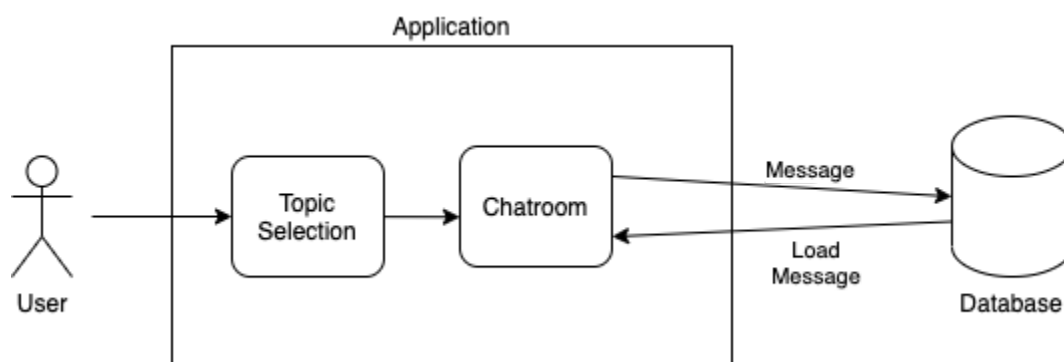 Application
Topic
Selection
Chatroom
Message
Load
Message
User
Database